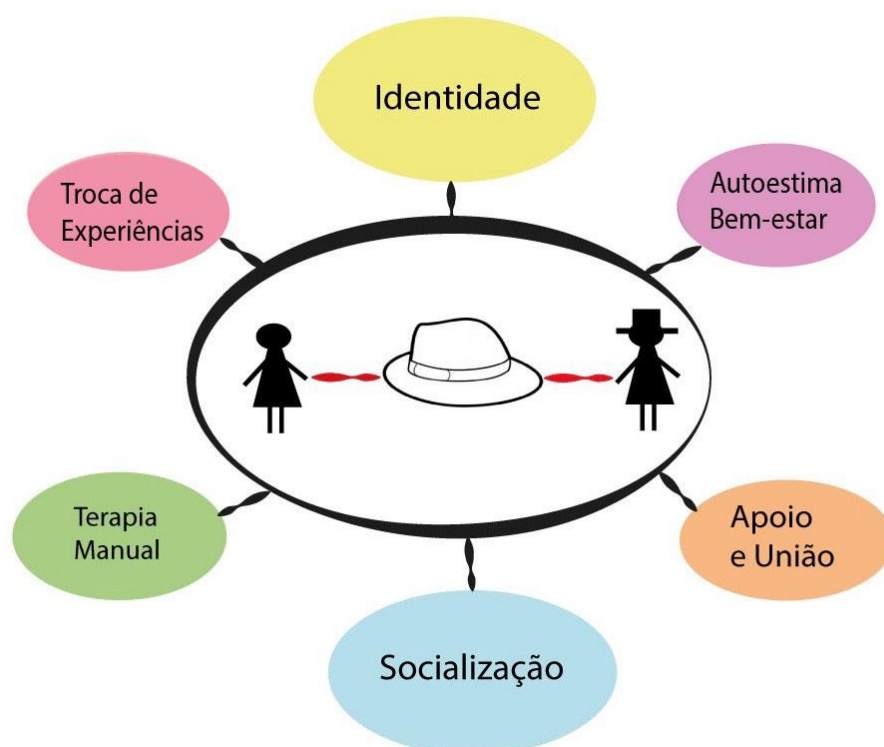 Identidade
Troca de
Experiências
Autoestima
Bem-estar
Terapia
Manual
Apoio
e União
Socialização